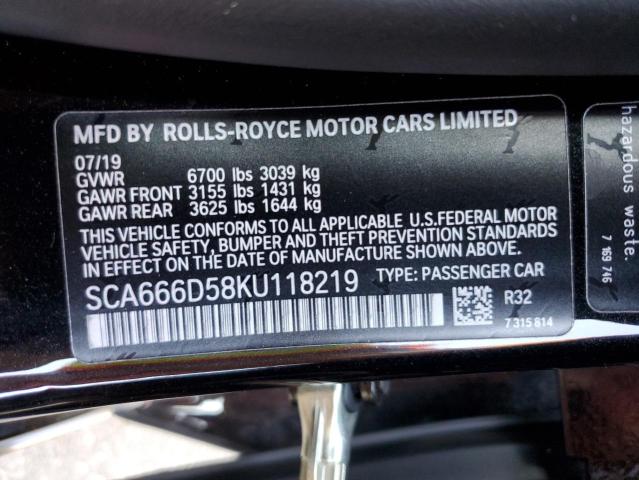 MFD BY ROLLS-ROYCE MOTOR CARS LIMITED
07/19
GVWR 6700 lbs 3039 kg
GAWR FRONT 3155 lbs 1431 kg
GAWR REAR 3625 lbs 1644 kg
THIS VEHICLE CONFORMS TO ALL APPLICABLE U.S.FEDERAL MOTOR
VEHICLE SAFETY, BUMPER AND THEFT PREVENTION STANDARDS
IN EFFECT ON THE DATE OF MANUFACTURE SHOWN ABOVE.
SCA666D58KU118219 TYPE: PASSENGER CAR
R32
7 315 814
hazardous waste.
7 169 746